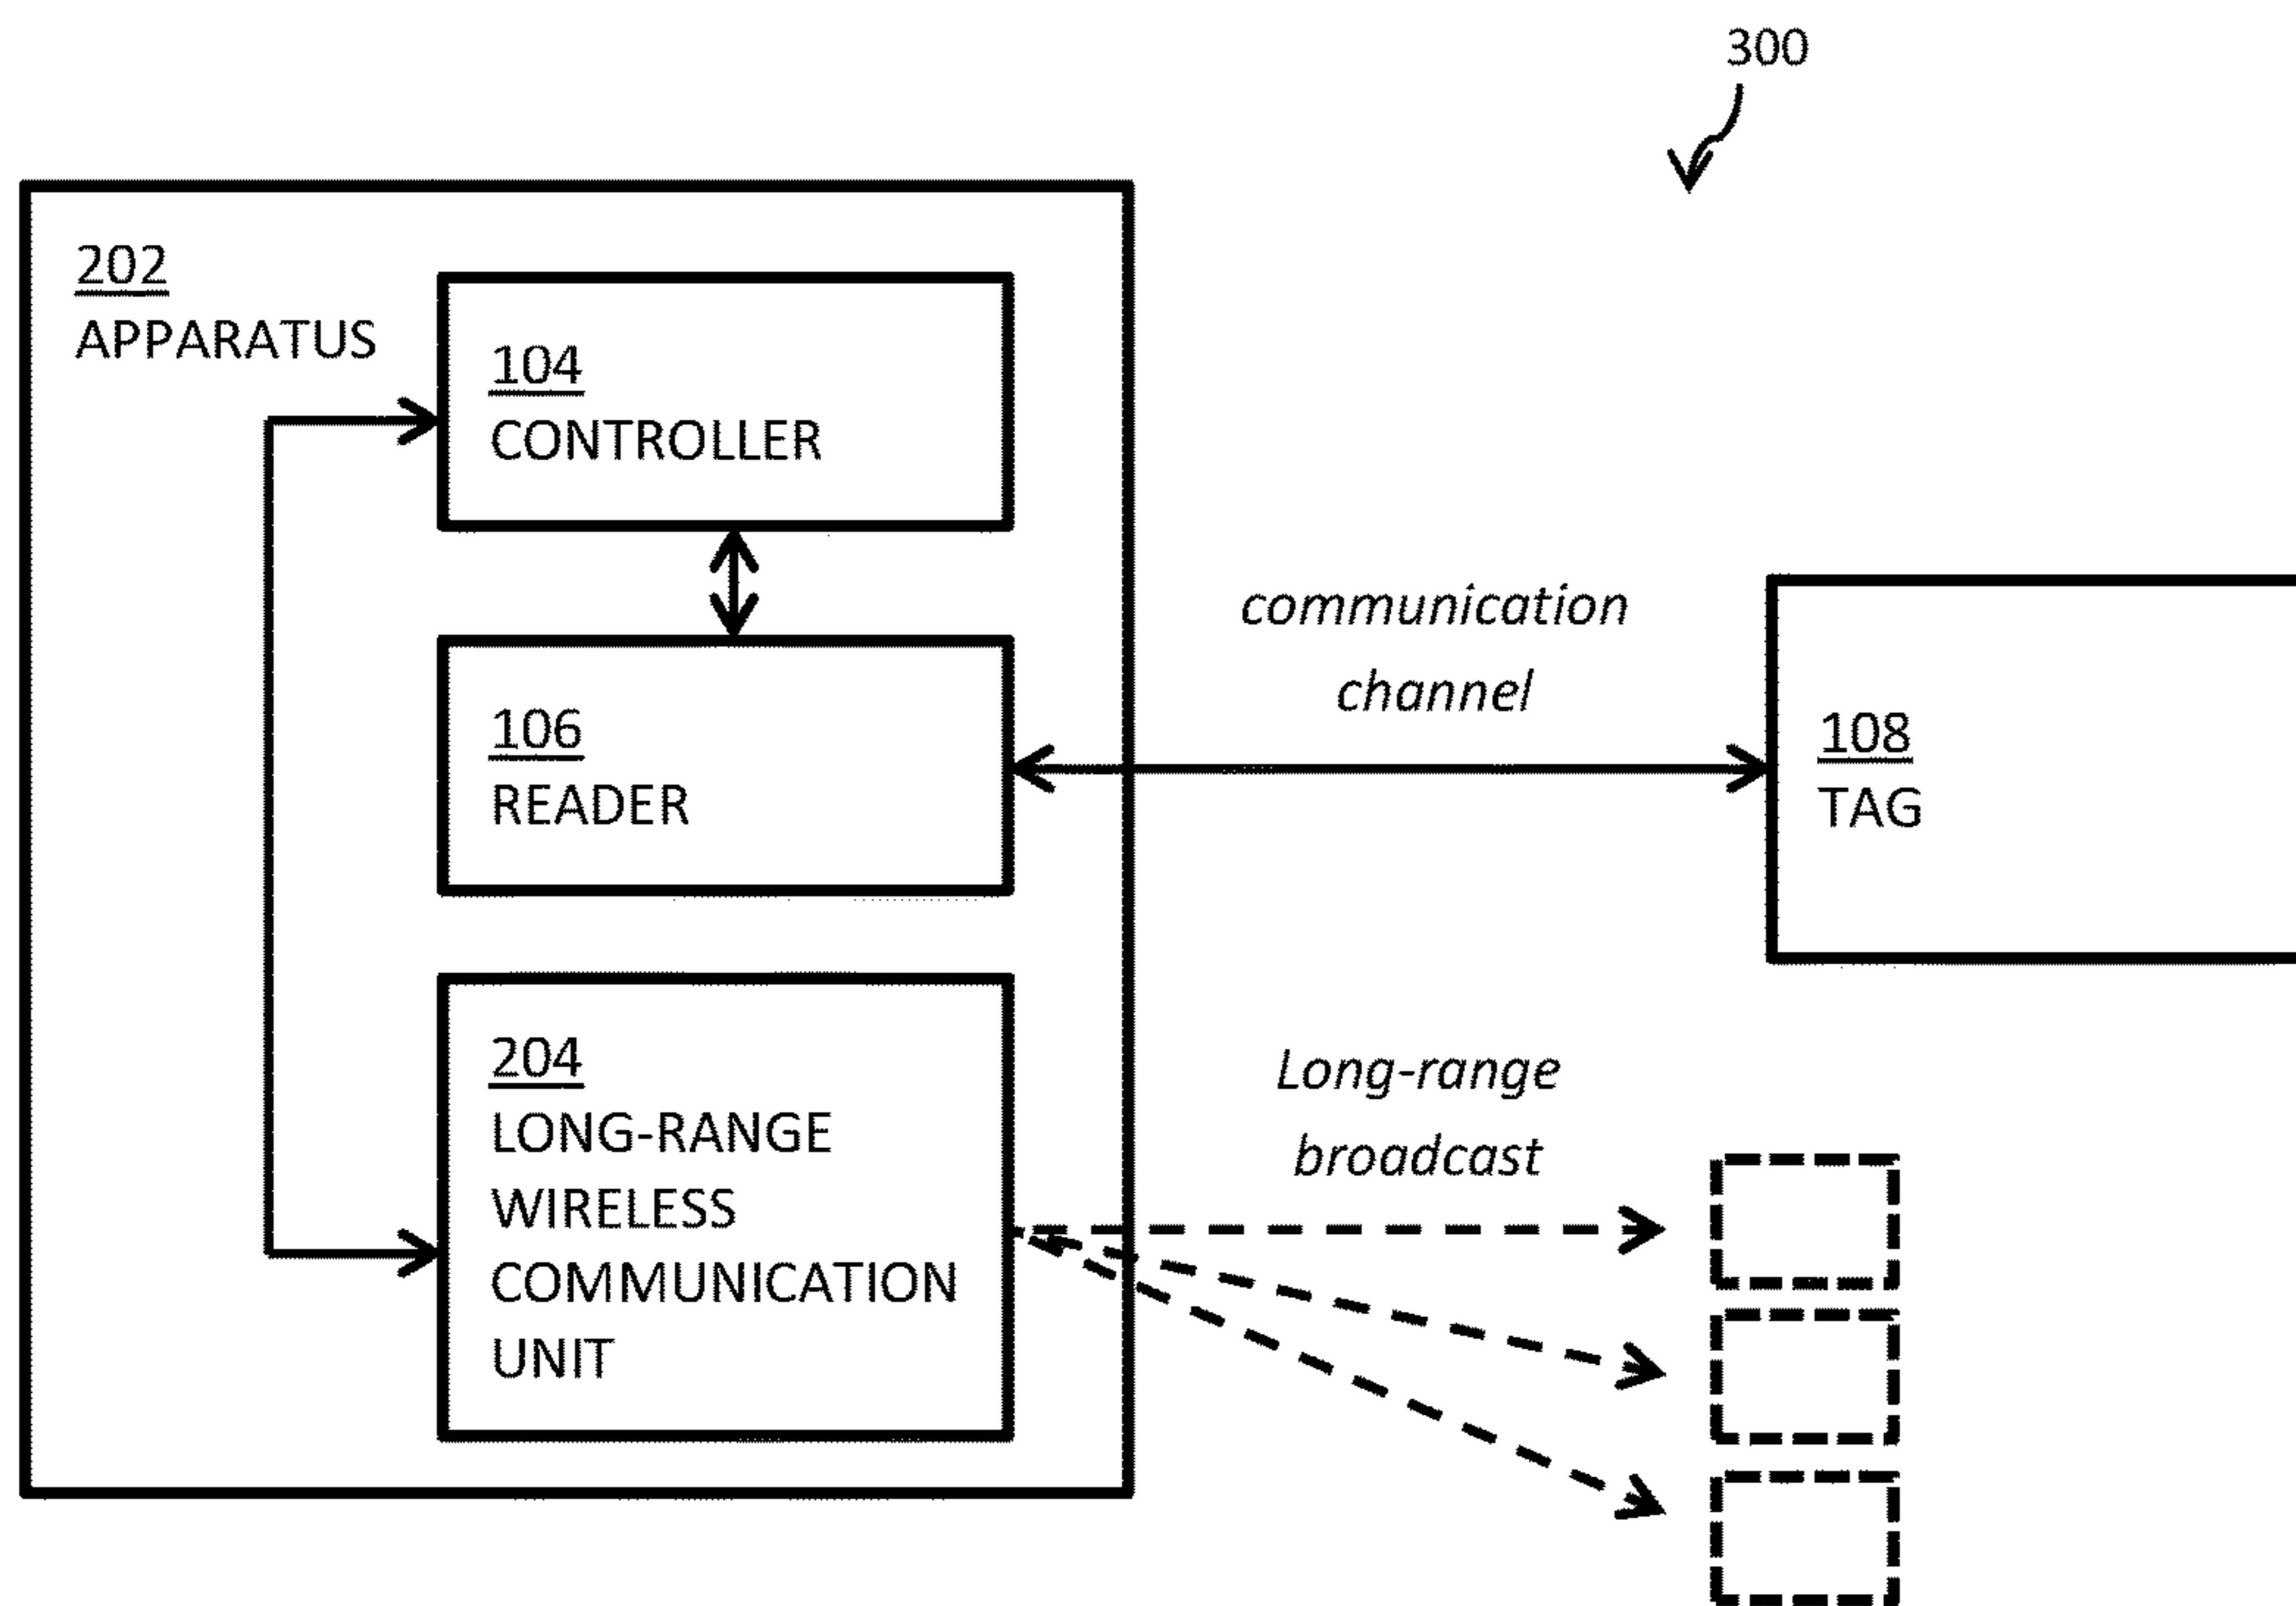 300
202
APPARATUS
104
CONTROLLER
106
READER
communication
channel
108
TAG
204
LONG-RANGE
WIRELESS
COMMUNICATION
UNIT
Long-range
broadcast